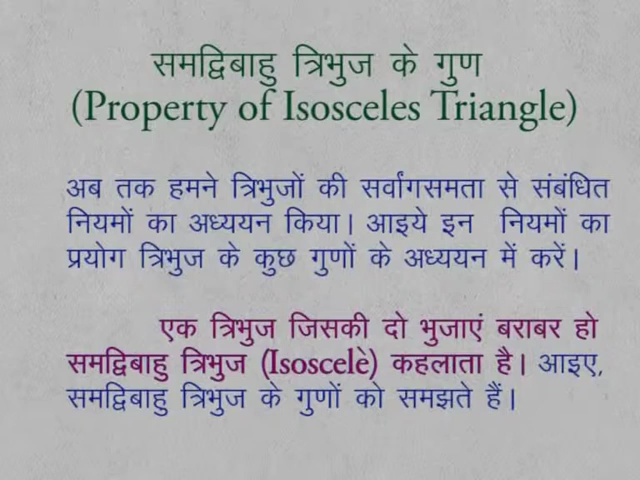 समद्विबाहु त्रिभुज के गुण
(Property of Isosceles Triangle)
अब तक हमने त्रिभुजों की सर्वांगसमता से संबंधित
नियमों का अध्ययन किया। आइये इन नियमों का
प्रयोग त्रिभुज के कुछ गुणों के अध्ययन में करें।
एक त्रिभुज जिसकी दो भुजाएं बराबर हो
समद्विबाहु त्रिभुज (Isoscelè) कहलाता है। आइए,
समद्विबाहु त्रिभुज के गुणों को समझते हैं।